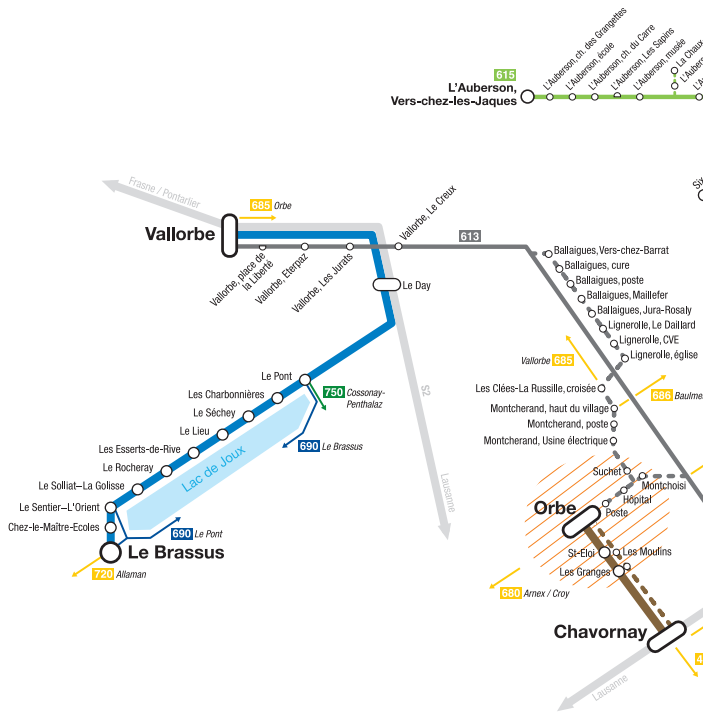 L'Auberson, ch. des Grangettes
L'Auberson, école
L'Auberson, ch. du Carre
L'Auberson, Les Sapins
L'Auberson, musée
La Chaux
615
L'Auberson,
Vers-chez-les-Jaques
Frasne / Pontarlier
685 Orbe
Vallorbe
Vallorbe, Le Creux
613
Vallorbe, place de
la Liberté
Vallorbe, Eterpaz
Vallorbe, Les Jurats
Le Day
Ballaigues, Vers-chez-Barrat
Ballaigues, cure
Ballaigues, poste
Ballaigues, Maillefer
Ballaigues, Jura-Rosaly
Lignerolle, Le Daillard
Lignerolle, CVE
Lignerolle, église
Vallorbe 685
Les Clées-La Russille, croisée
686 Baulmes
Montcherand, haut du village
Montcherand, poste
Montcherand, Usine électrique
Le Pont
Les Charbonnières
Le Séchey
Le Lieu
Les Esserts-de-Rive
Le Rocheray
Le Solliat–La Golisse
Le Sentier–L'Orient
Chez-le-Maître-Ecoles
Le Brassus
750 Cossonay-
Penthalaz
690 Le Brassus
Lac de Joux
690 Le Pont
720 Allaman
S2
Lausanne
Suchet
Montchoisi
Hôpital
Poste
Orbe
St-Eloi
Les Moulins
Les Granges
680 Arnex / Croy
Chavornay
Lausanne